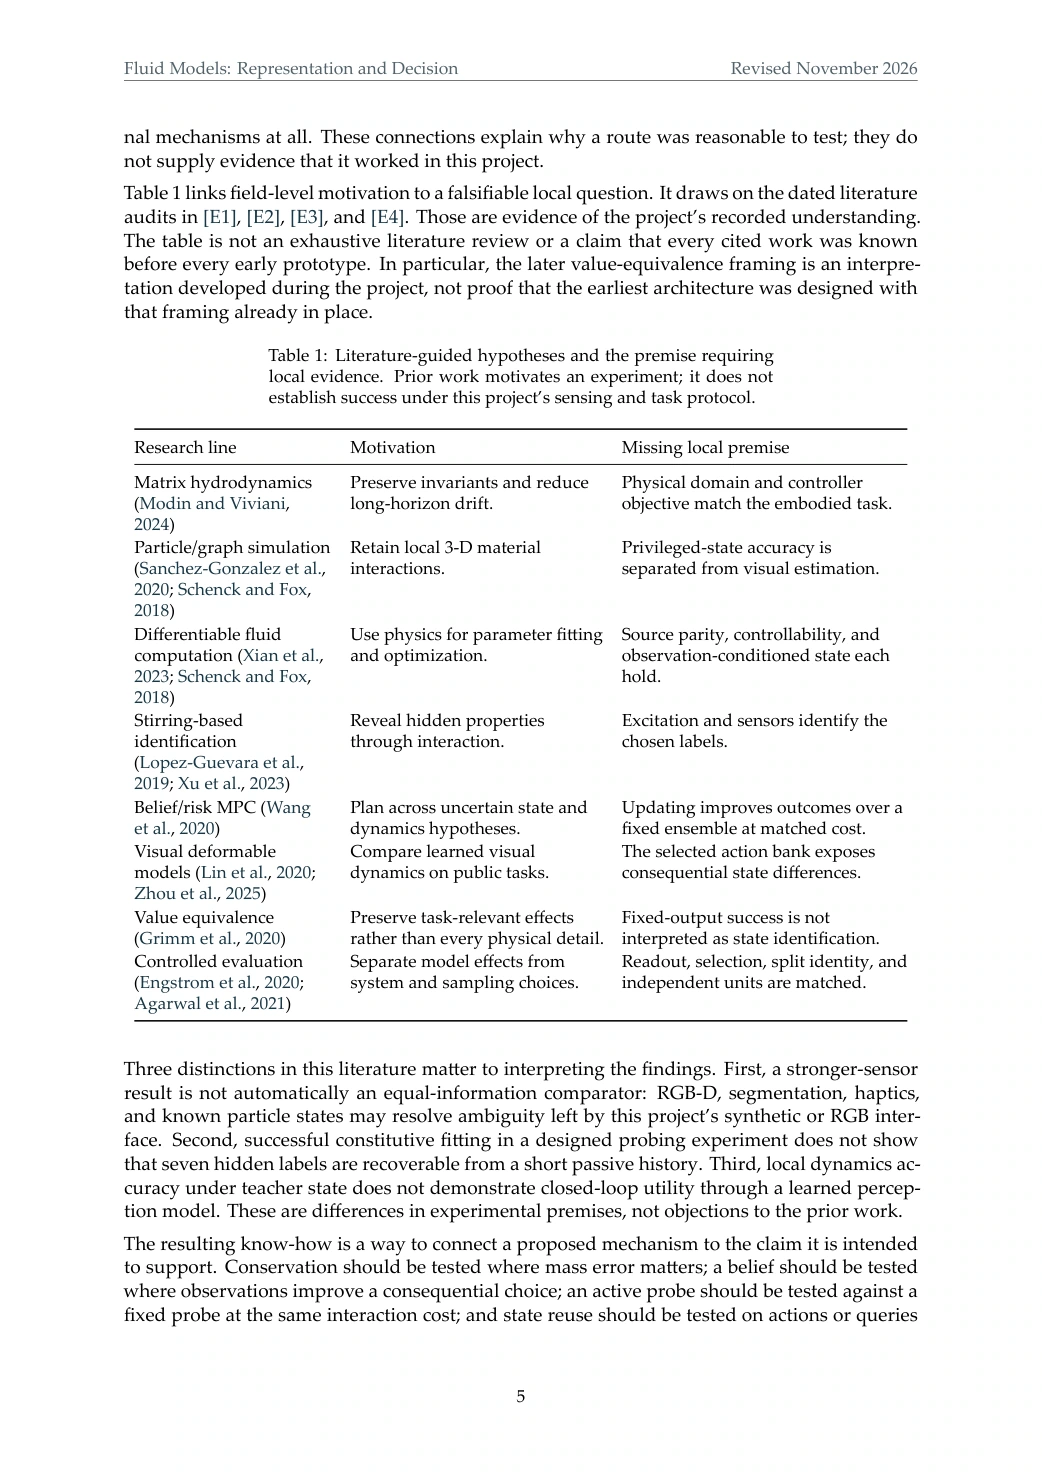 Fluid Models: Representation and Decision Revised November 2026
nal mechanisms at all. These connections explain why a route was reasonable to test; they do
not supply evidence that it worked in this project.
Table 1 links field-level motivation to a falsifiable local question. It draws on the dated literature
audits in [E1], [E2], [E3], and [E4]. Those are evidence of the project's recorded understanding.
The table is not an exhaustive literature review or a claim that every cited work was known
before every early prototype. In particular, the later value-equivalence framing is an interpre-
tation developed during the project, not proof that the earliest architecture was designed with
that framing already in place.
Table 1: Literature-guided hypotheses and the premise requiring
local evidence. Prior work motivates an experiment; it does not
establish success under this project's sensing and task protocol.
Research line Motivation Missing local premise
Matrix hydrodynamics Preserve invariants and reduce Physical domain and controller
(Modin and Viviani, long-horizon drift. objective match the embodied task.
2024)
Particle/graph simulation Retain local 3-D material Privileged-state accuracy is
(Sanchez-Gonzalez et al., interactions. separated from visual estimation.
2020; Schenck and Fox,
2018)
Differentiable fluid Use physics for parameter fitting Source parity, controllability, and
computation (Xian et al., and optimization. observation-conditioned state each
2023; Schenck and Fox, hold.
2018)
Stirring-based Reveal hidden properties Excitation and sensors identify the
identification through interaction. chosen labels.
(Lopez-Guevara et al.,
2019; Xu et al., 2023)
Belief/risk MPC (Wang Plan across uncertain state and Updating improves outcomes over a
et al., 2020) dynamics hypotheses. fixed ensemble at matched cost.
Visual deformable Compare learned visual The selected action bank exposes
models (Lin et al., 2020; dynamics on public tasks. consequential state differences.
Zhou et al., 2025)
Value equivalence Preserve task-relevant effects Fixed-output success is not
(Grimm et al., 2020) rather than every physical detail. interpreted as state identification.
Controlled evaluation Separate model effects from Readout, selection, split identity, and
(Engstrom et al., 2020; system and sampling choices. independent units are matched.
Agarwal et al., 2021)
Three distinctions in this literature matter to interpreting the findings. First, a stronger-sensor
result is not automatically an equal-information comparator: RGB-D, segmentation, haptics,
and known particle states may resolve ambiguity left by this project's synthetic or RGB inter-
face. Second, successful constitutive fitting in a designed probing experiment does not show
that seven hidden labels are recoverable from a short passive history. Third, local dynamics ac-
curacy under teacher state does not demonstrate closed-loop utility through a learned percep-
tion model. These are differences in experimental premises, not objections to the prior work.
The resulting know-how is a way to connect a proposed mechanism to the claim it is intended
to support. Conservation should be tested where mass error matters; a belief should be tested
where observations improve a consequential choice; an active probe should be tested against a
fixed probe at the same interaction cost; and state reuse should be tested on actions or queries
5